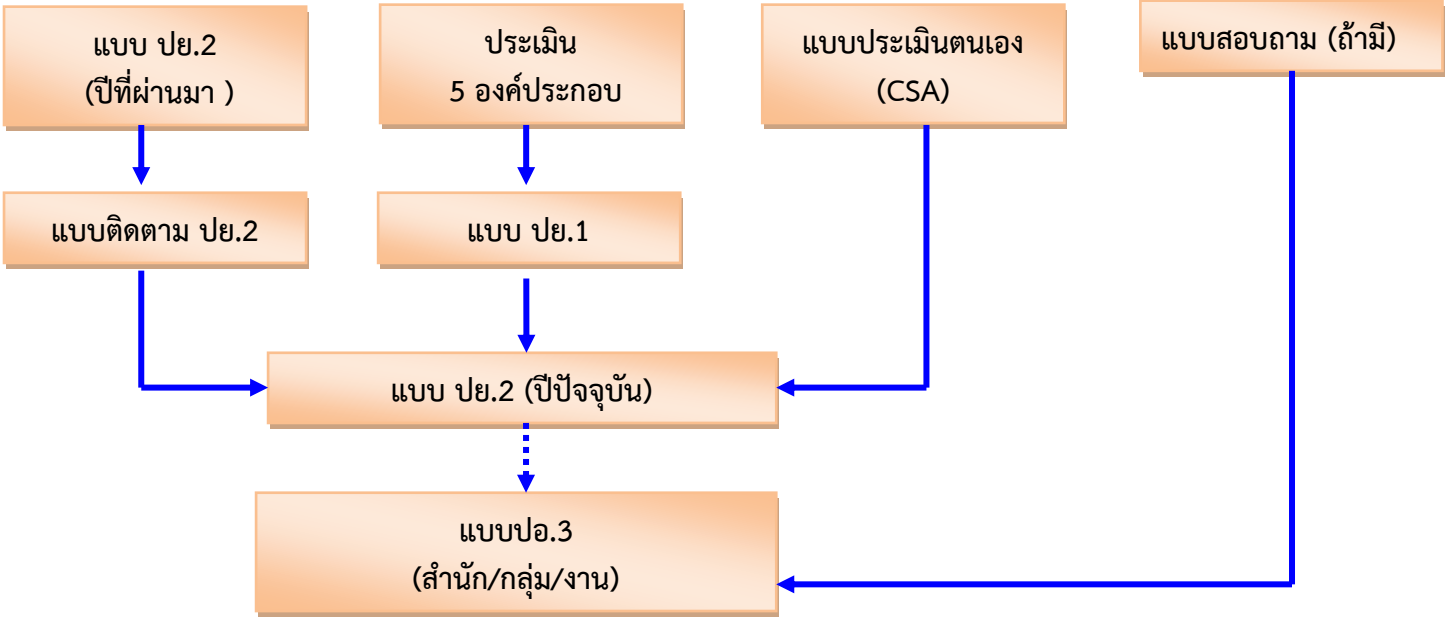 แบบ ปย.2
(ปีที่ผ่านมา )
ประเมิน
5 องค์ประกอบ
แบบประเมินตนเอง
(CSA)
แบบสอบถาม (ถ้ามี)
แบบติดตาม ปย.2
แบบ ปย.1
แบบ ปย.2 (ปีปัจจุบัน)
แบบปอ.3
(สำนัก/กลุ่ม/งาน)